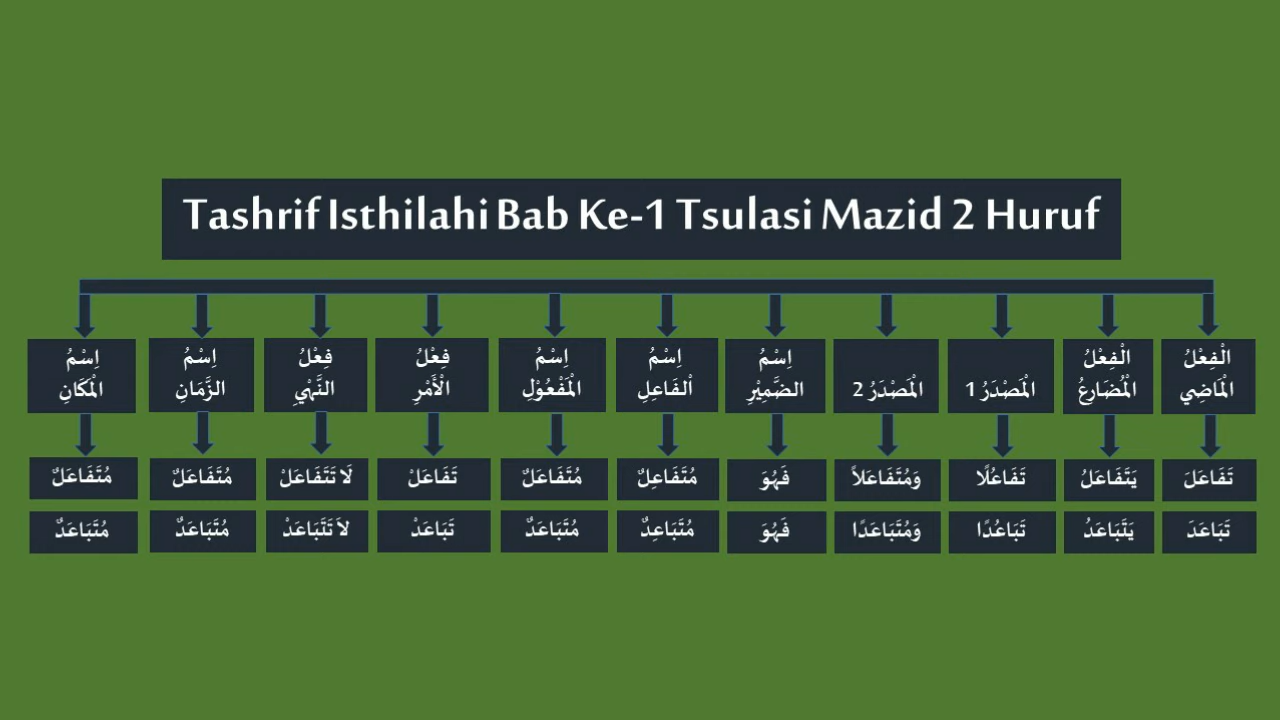 Tashrif Isthilahi Bab Ke-1 Tsulasi Mazid 2 Huruf
الْفِعْلُ
الْمَاضِي
الْفِعْلُ
الْمُضَارِعُ
الْمَصْدَرُ 1
الْمَصْدَرُ 2
اِسْمُ
الضَّمِيْرِ
اِسْمُ
اْلفَاعِلِ
اِسْمُ
الْمَفْعُوْلِ
فِعْلُ
الْأَمْرِ
فِعْلُ
النَّهْيِ
اِسْمُ
الزَّمَانِ
اِسْمُ
الْمَكَانِ
تَفَاعَلَ
يَتَفَاعَلُ
تَفَاعُلًا
وَمُتَفَاعَلاً
فَهُوَ
مُتَفَاعِلٌ
مُتَفَاعَلٌ
تَفَاعَلْ
لَا تَتَفَاعَلْ
مُتَفَاعَلٌ
مُتَفَاعَلٌ
تَبَاعَدَ
يَتَبَاعَدُ
تَبَاعُدًا
وَمُتَبَاعَدًا
فَهُوَ
مُتَبَاعِدٌ
مُتَبَاعَدٌ
تَبَاعَدْ
لاَ تَتَبَاعَدْ
مُتَبَاعَدٌ
مُتَبَاعَدٌ